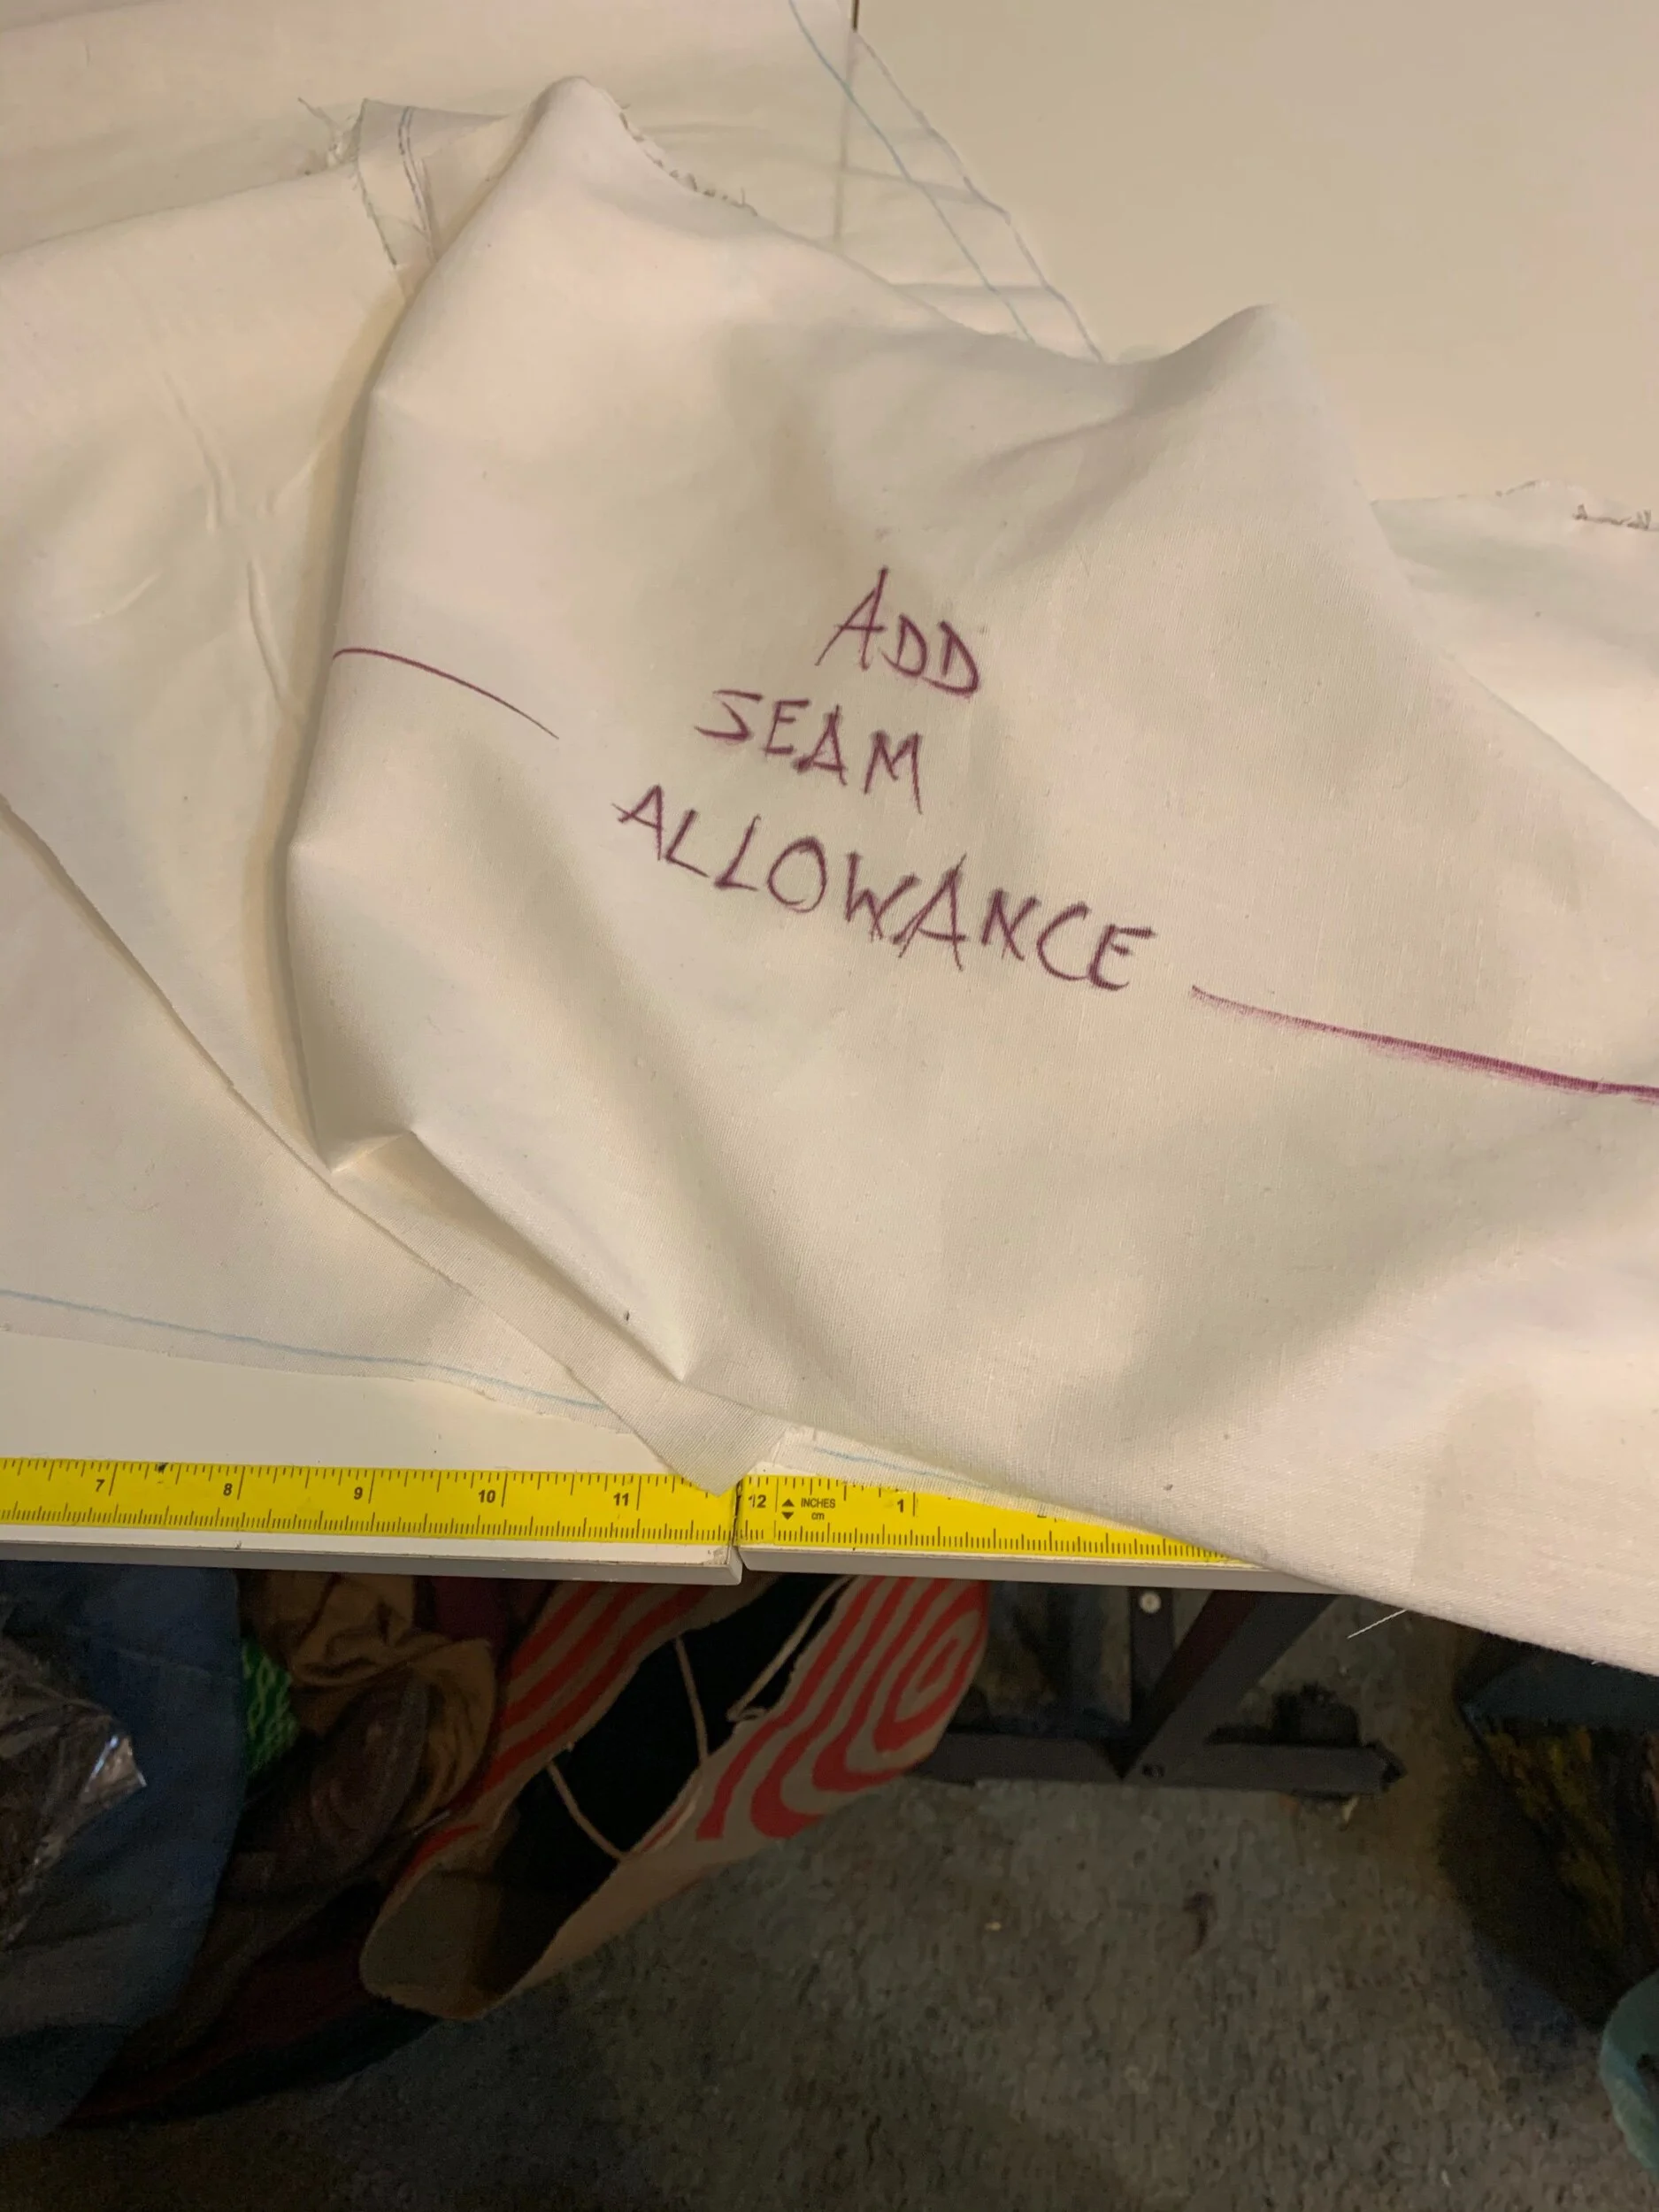 ADD
SEAM
ALLOWANCE
7 8 9 10 11 12 INCHES 1
cm